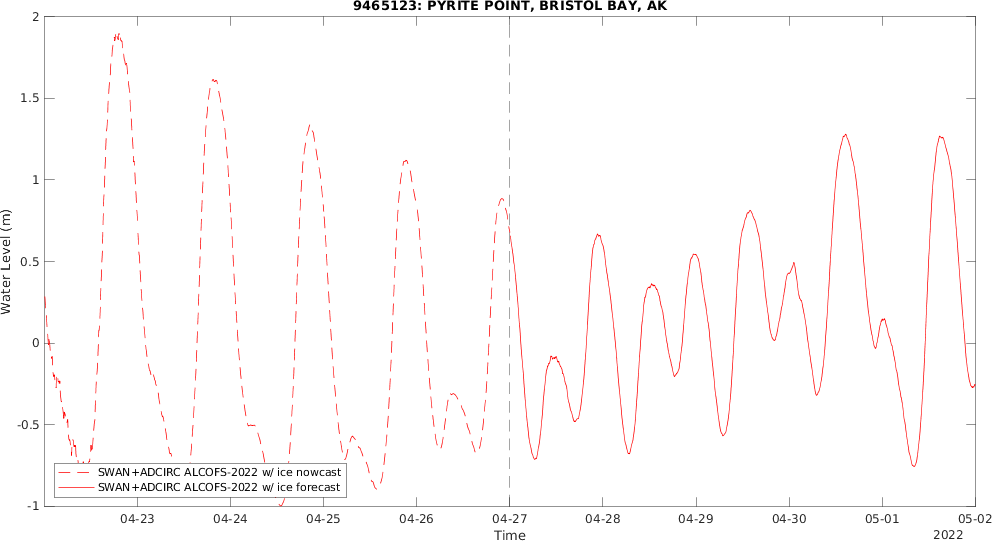 9465123: PYRITE POINT, BRISTOL BAY, AK
Water Level (m)
2
1.5
1
0.5
0
-0.5
-1
SWAN+ADCIRC ALCOFS-2022 w/ ice nowcast
SWAN+ADCIRC ALCOFS-2022 w/ ice forecast
04-23 04-24 04-25 04-26 04-27 04-28 04-29 04-30 05-01 05-02
Time
2022